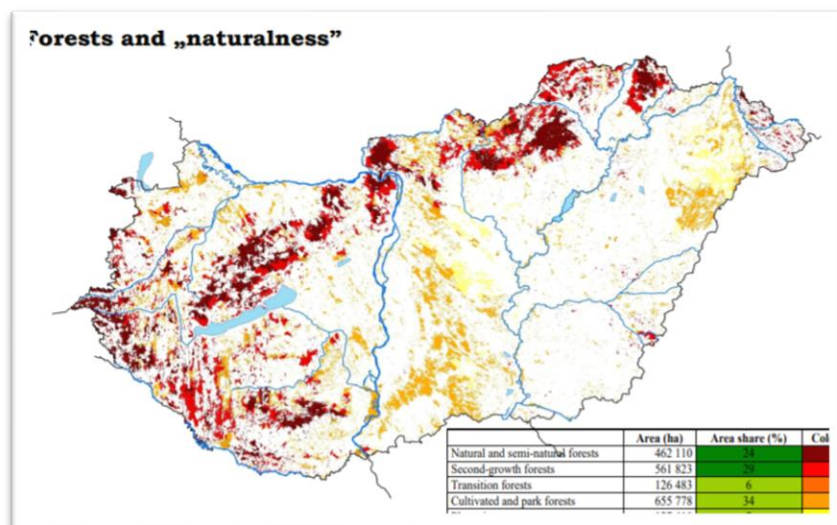 Forests and „naturalness”
Area (ha) Area share (%)
Natural and semi-natural forests 462 110 24
Second-growth forests 561 823 29
Transition forests 126 483 6
Cultivated and park forests 655 778 34